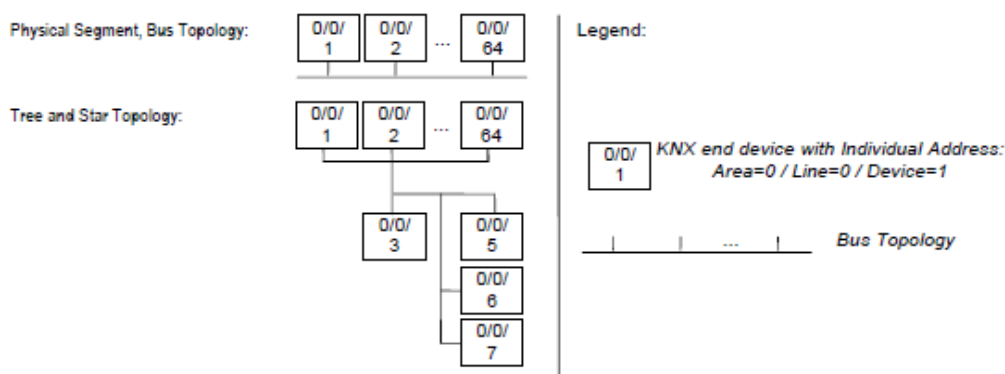 Physical Segment, Bus Topology:
0/0/ 0/0/ 0/0/
1 2 ... 64
Tree and Star Topology:
0/0/ 0/0/ 0/0/
1 2 ... 64
0/0/ 0/0/
3 5
0/0/
6
0/0/
7
Legend:
0/0/
1
KNX end device with Individual Address:
Area=0 / Line=0 / Device=1
... Bus Topology